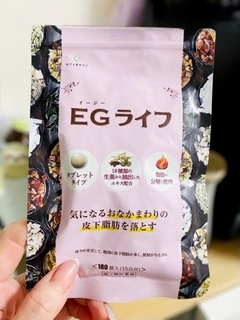 イージー
EGライフ
タブレット
タイプ
18種類の
生薬から抽出した
エキス配合
脂肪を
分解・燃焼
気になるおなかまわりの
皮下脂肪を落とす
180錠入(15日分)